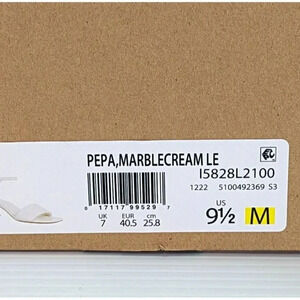 PEPA,MARBLECREAM LE
I5828L2100
1222 5100492369 S3
0 17117 99529 7
UK EUR cm
7 40.5 25.8
US
9½ M